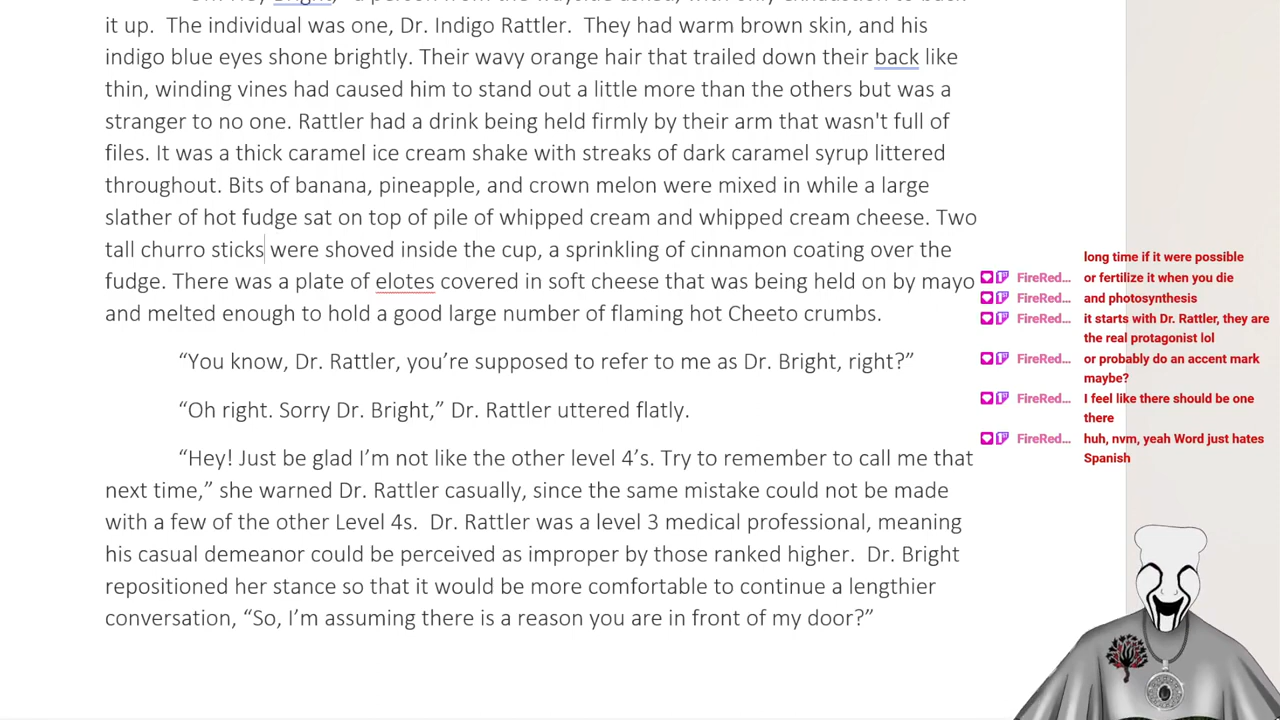 it up.  The individual was one, Dr. Indigo Rattler.  They had warm brown skin, and his
indigo blue eyes shone brightly. Their wavy orange hair that trailed down their back like
thin, winding vines had caused him to stand out a little more than the others but was a
stranger to no one. Rattler had a drink being held firmly by their arm that wasn't full of
files. It was a thick caramel ice cream shake with streaks of dark caramel syrup littered
throughout. Bits of banana, pineapple, and crown melon were mixed in while a large
slather of hot fudge sat on top of pile of whipped cream and whipped cream cheese. Two
tall churro sticks were shoved inside the cup, a sprinkling of cinnamon coating over the
fudge. There was a plate of elotes covered in soft cheese that was being held on by mayo
and melted enough to hold a good large number of flaming hot Cheeto crumbs.
“You know, Dr. Rattler, you’re supposed to refer to me as Dr. Bright, right?”
“Oh right. Sorry Dr. Bright,” Dr. Rattler uttered flatly.
“Hey! Just be glad I’m not like the other level 4’s. Try to remember to call me that
next time,” she warned Dr. Rattler casually, since the same mistake could not be made
with a few of the other Level 4s.  Dr. Rattler was a level 3 medical professional, meaning
his casual demeanor could be perceived as improper by those ranked higher.  Dr. Bright
repositioned her stance so that it would be more comfortable to continue a lengthier
conversation, “So, I’m assuming there is a reason you are in front of my door?”
long time if it were possible
FireRed... or fertilize it when you die
FireRed... and photosynthesis
FireRed... it starts with Dr. Rattler, they are
the real protagonist lol
FireRed... or probably do an accent mark
maybe?
FireRed... I feel like there should be one
there
FireRed... huh, nvm, yeah Word just hates
Spanish